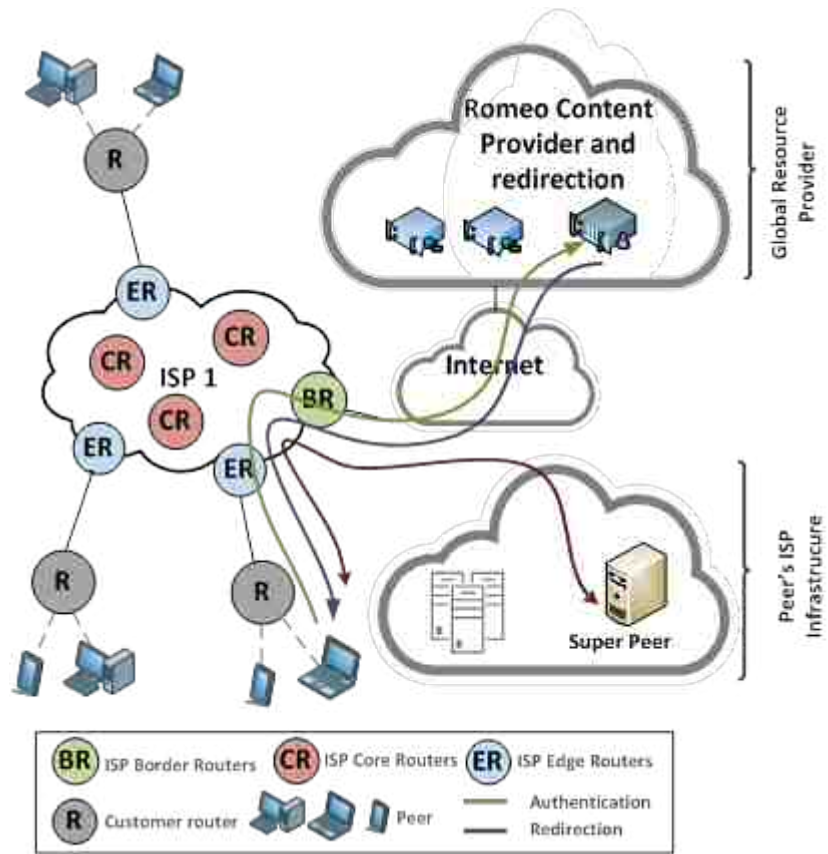 R
ER
CR
CR
ISP 1
CR
BR
ER
ER
R
R
Romeo Content
Provider and
redirection
Internet
Super Peer
Global Resource
Provider
Peer's ISP
Infrastrucure
BR ISP Border Routers
CR ISP Core Routers
ER ISP Edge Routers
R Customer router
Peer
Authentication
Redirection